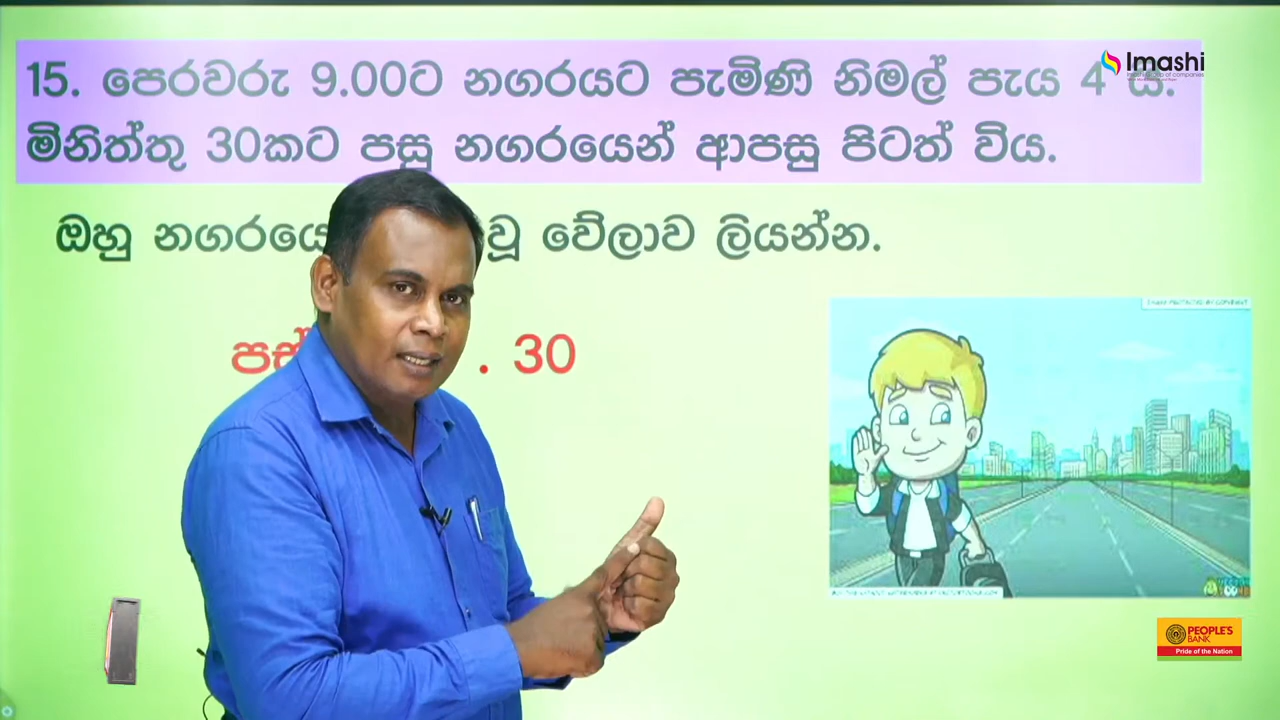 15. පෙරවරු 9.00ට නගරයට පැමිණි නිමල් පැය 4 ස.
මිනිත්තු 30කට පසු නගරයෙන් ආපසු පිටත් විය.
ඔහු වූ වේලාව ලියන්න.
. 30
Imashi
PEOPLE'S
BANK
Pride of the Nation